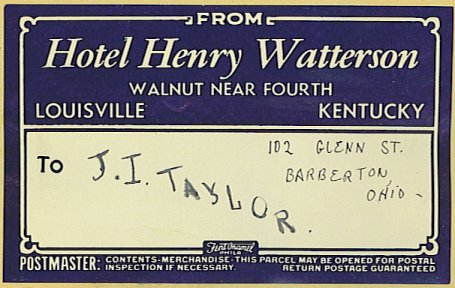 FROM
Hotel Henry Watterson
WALNUT NEAR FOURTH
LOUISVILLE KENTUCKY
To J. I. TAYLOR.
102 GLENN ST.
BARBERTON,
OHIO -
POSTMASTER: CONTENTS-MERCHANDISE-THIS PARCEL MAY BE OPENED FOR POSTAL
INSPECTION IF NECESSARY. RETURN POSTAGE GUARANTEED